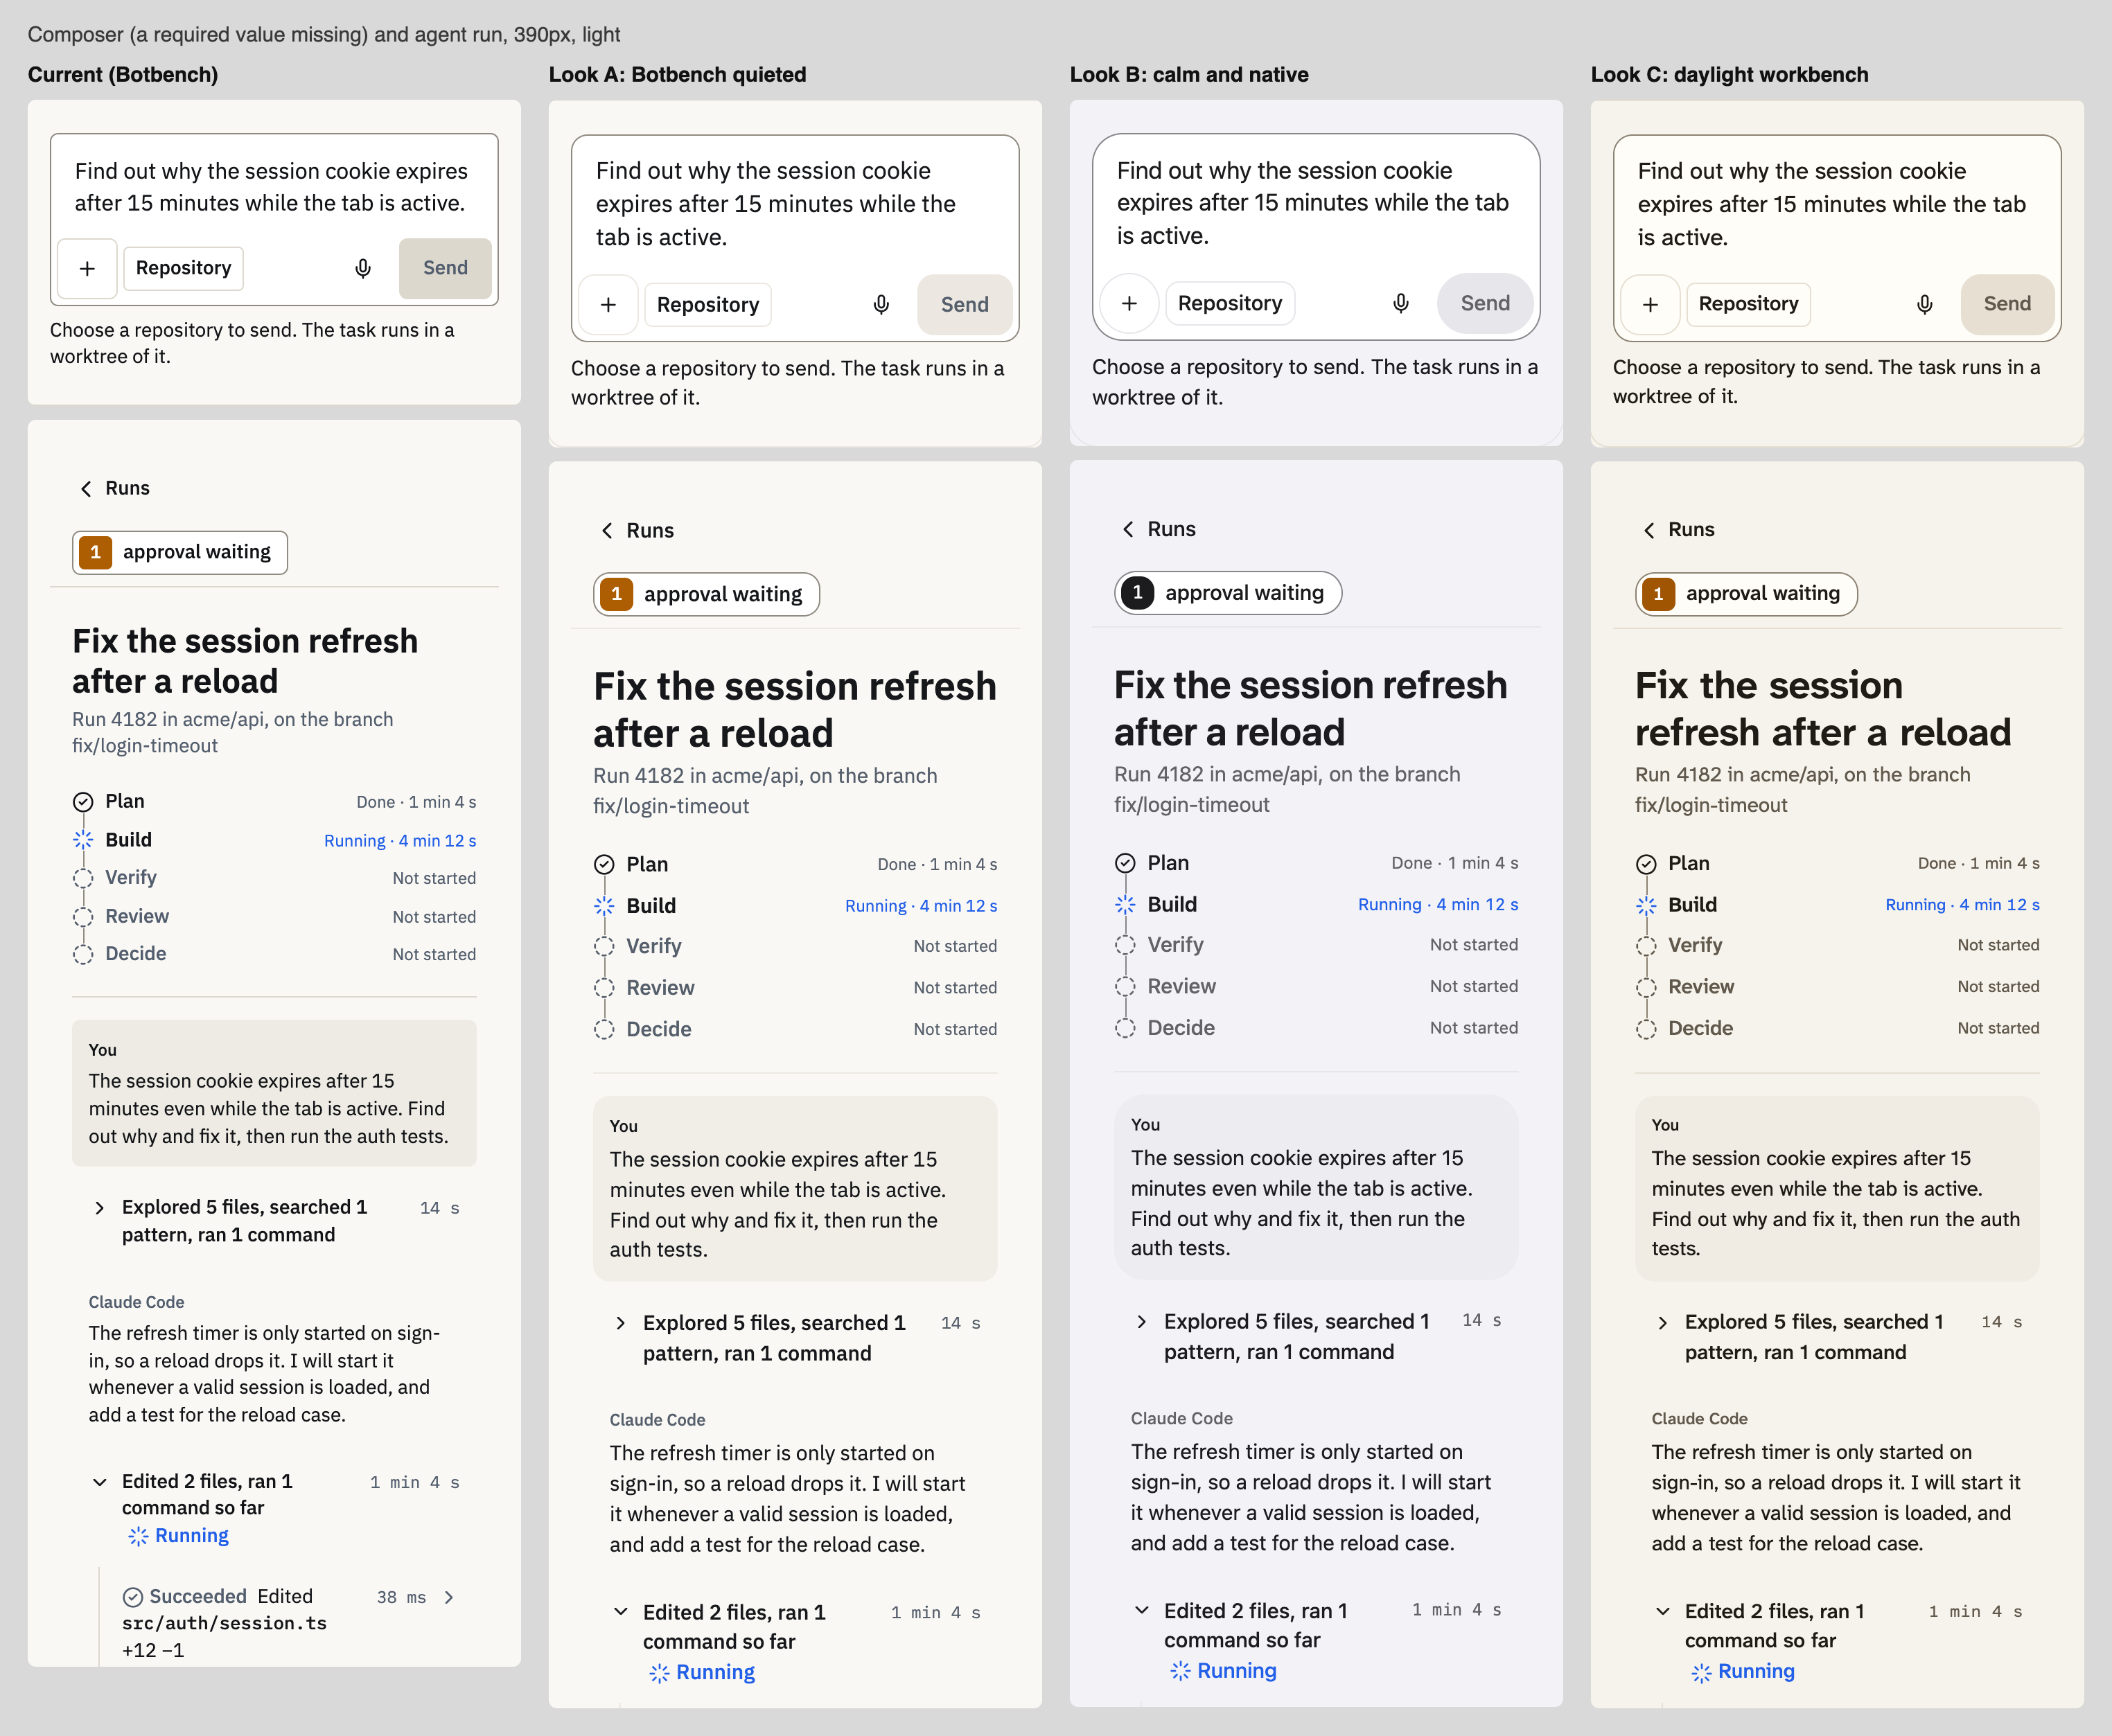 Composer (a required value missing) and agent run, 390px, light
Current (Botbench)
Find out why the session cookie expires
after 15 minutes while the tab is active.
+ Repository Send
Choose a repository to send. The task runs in a
worktree of it.
Runs
1 approval waiting
Fix the session refresh
after a reload
Run 4182 in acme/api, on the branch
fix/login-timeout
Plan Done · 1 min 4 s
Build Running · 4 min 12 s
Verify Not started
Review Not started
Decide Not started
You
The session cookie expires after 15
minutes even while the tab is active. Find
out why and fix it, then run the auth tests.
Explored 5 files, searched 1 14 s
pattern, ran 1 command
Claude Code
The refresh timer is only started on sign-
in, so a reload drops it. I will start it
whenever a valid session is loaded, and
add a test for the reload case.
Edited 2 files, ran 1 1 min 4 s
command so far
Running
Succeeded Edited 38 ms
src/auth/session.ts
+12 −1
Look A: Botbench quieted
Find out why the session cookie
expires after 15 minutes while the
tab is active.
+ Repository Send
Choose a repository to send. The task runs in a
worktree of it.
Runs
1 approval waiting
Fix the session refresh
after a reload
Run 4182 in acme/api, on the branch
fix/login-timeout
Plan Done · 1 min 4 s
Build Running · 4 min 12 s
Verify Not started
Review Not started
Decide Not started
You
The session cookie expires after 15
minutes even while the tab is active.
Find out why and fix it, then run the
auth tests.
Explored 5 files, searched 1 14 s
pattern, ran 1 command
Claude Code
The refresh timer is only started on
sign-in, so a reload drops it. I will start
it whenever a valid session is loaded,
and add a test for the reload case.
Edited 2 files, ran 1 1 min 4 s
command so far
Running
Look B: calm and native
Find out why the session cookie
expires after 15 minutes while the tab
is active.
+ Repository Send
Choose a repository to send. The task runs in a
worktree of it.
Runs
1 approval waiting
Fix the session refresh
after a reload
Run 4182 in acme/api, on the branch
fix/login-timeout
Plan Done · 1 min 4 s
Build Running · 4 min 12 s
Verify Not started
Review Not started
Decide Not started
You
The session cookie expires after 15
minutes even while the tab is active.
Find out why and fix it, then run the
auth tests.
Explored 5 files, searched 1 14 s
pattern, ran 1 command
Claude Code
The refresh timer is only started on
sign-in, so a reload drops it. I will start
it whenever a valid session is loaded,
and add a test for the reload case.
Edited 2 files, ran 1 1 min 4 s
command so far
Running
Look C: daylight workbench
Find out why the session cookie
expires after 15 minutes while the tab
is active.
+ Repository Send
Choose a repository to send. The task runs in a
worktree of it.
Runs
1 approval waiting
Fix the session
refresh after a reload
Run 4182 in acme/api, on the branch
fix/login-timeout
Plan Done · 1 min 4 s
Build Running · 4 min 12 s
Verify Not started
Review Not started
Decide Not started
You
The session cookie expires after 15
minutes even while the tab is active.
Find out why and fix it, then run the auth
tests.
Explored 5 files, searched 1 14 s
pattern, ran 1 command
Claude Code
The refresh timer is only started on
sign-in, so a reload drops it. I will start it
whenever a valid session is loaded, and
add a test for the reload case.
Edited 2 files, ran 1 1 min 4 s
command so far
Running